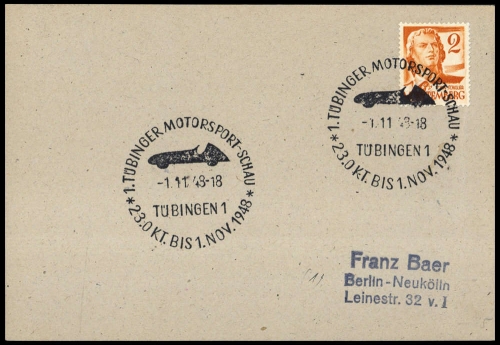 2
1. TÜBINGER MOTORSPORT-SCHAU
-1.11.48-18
TÜBINGEN 1
* 23.OKT. BIS 1. NOV. 1948 *
1. TÜBINGER MOTORSPORT-SCHAU
-1.11.48-18
TÜBINGEN 1
* 23.OKT. BIS 1. NOV. 1948 *
Franz Baer
Berlin-Neukölln
Leinestr. 32 v. I